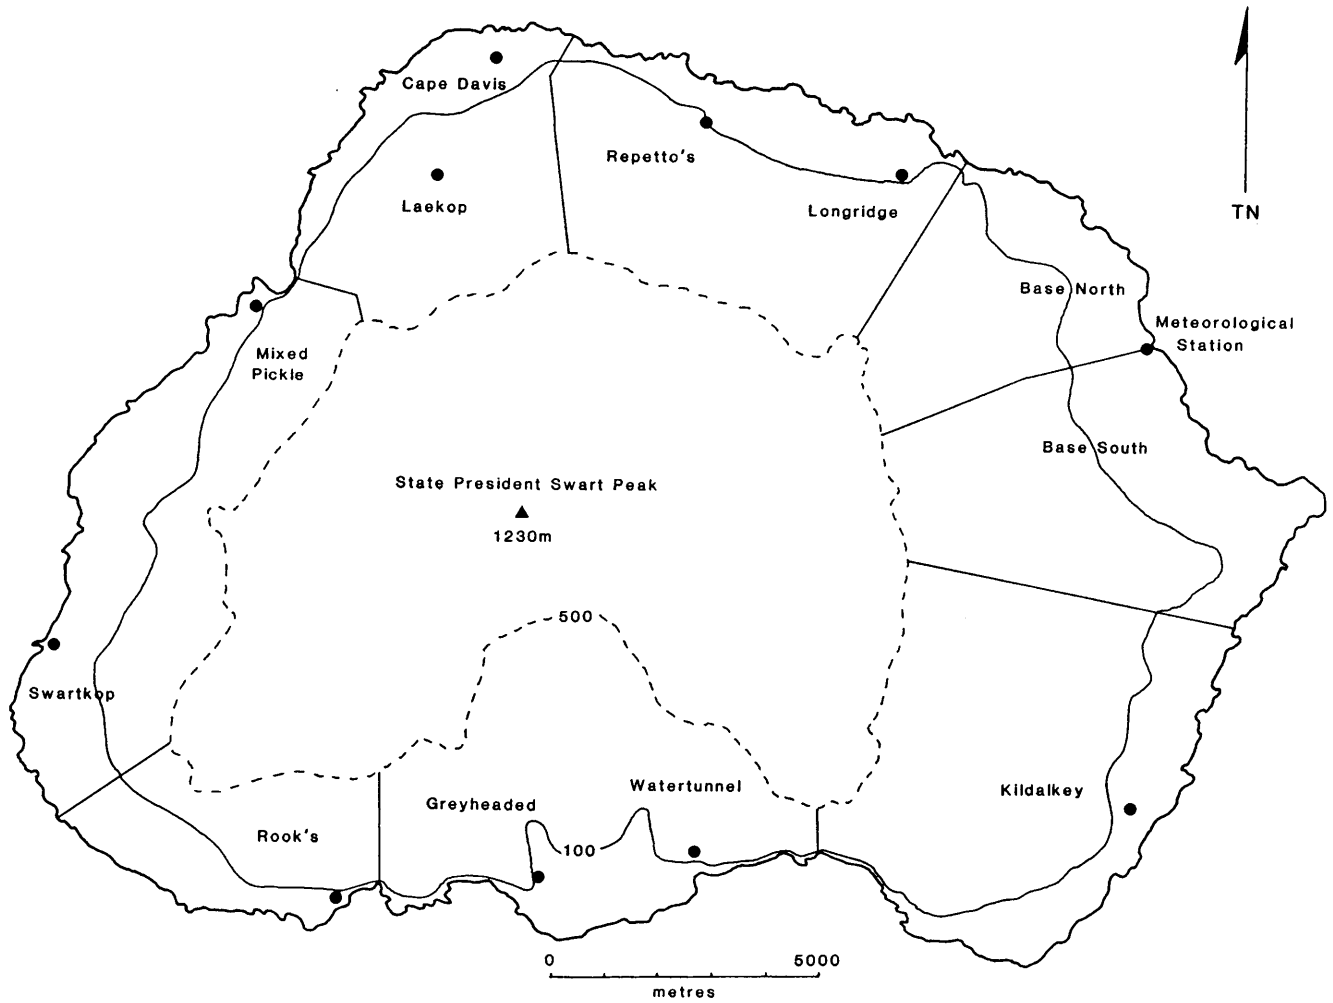 Cape Davis
Repetto's
Laekop
Longridge
TN
Base North
Meteorological
Station
Mixed
Pickle
Base South
State President Swart Peak
1230m
500
Swartkop
Watertunnel
Kildalkey
Greyheaded
Rook's
100
0 5000
metres